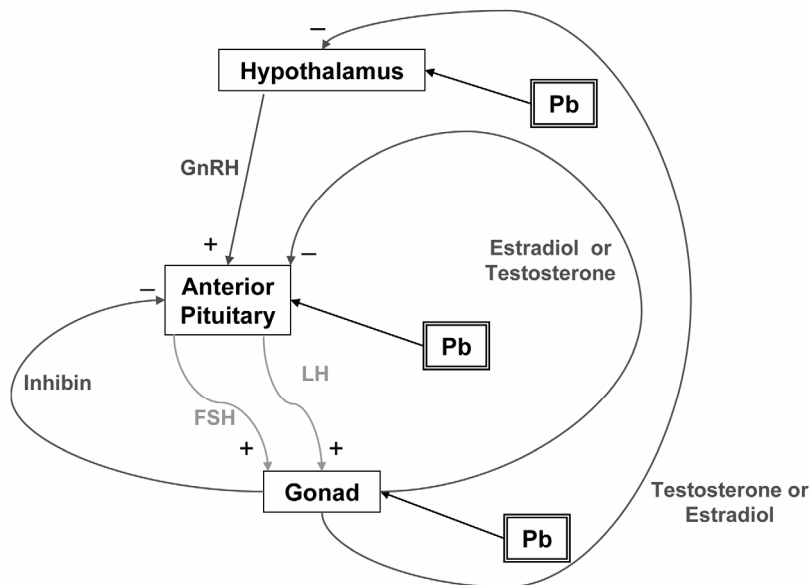 –
Hypothalamus
Pb
GnRH
+
–
Estradiol or
Testosterone
–
Anterior
Pituitary
Pb
Inhibin
LH
FSH
+
+
Gonad
Testosterone or
Estradiol
Pb